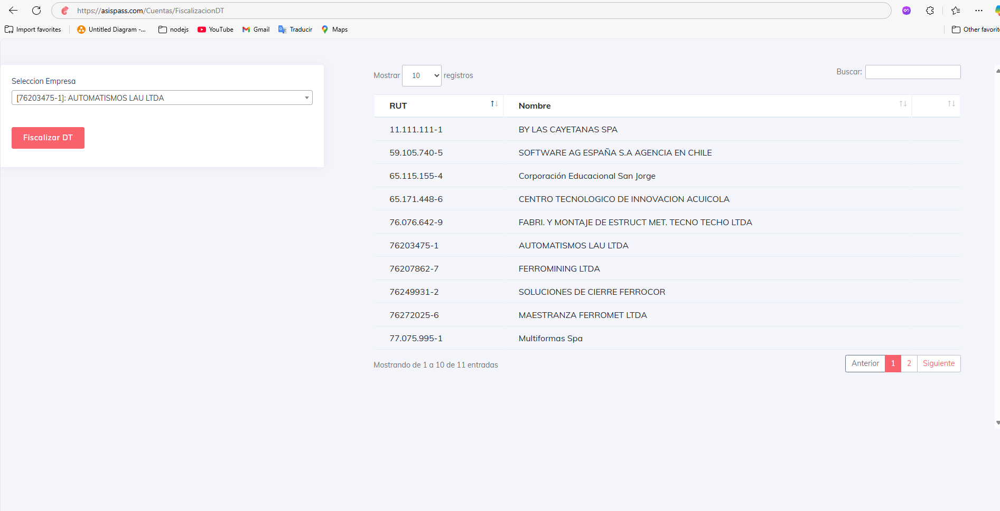 https://asispass.com/Cuentas/FiscalizacionDT
Import favorites
Untitled Diagram -...
nodejs
YouTube
Gmail
Traducir
Maps
Other favorit
Seleccion Empresa
[76203475-1]: AUTOMATISMOS LAU LTDA
Fiscalizar DT
Mostrar 10 registros
Buscar:
RUT Nombre
11.111.111-1 BY LAS CAYETANAS SPA
59.105.740-5 SOFTWARE AG ESPAÑA S.A AGENCIA EN CHILE
65.115.155-4 Corporación Educacional San Jorge
65.171.448-6 CENTRO TECNOLOGICO DE INNOVACION ACUICOLA
76.076.642-9 FABRI. Y MONTAJE DE ESTRUCT MET. TECNO TECHO LTDA
76203475-1 AUTOMATISMOS LAU LTDA
76207862-7 FERROMINING LTDA
76249931-2 SOLUCIONES DE CIERRE FERROCOR
76272025-6 MAESTRANZA FERROMET LTDA
77.075.995-1 Multiformas Spa
Mostrando de 1 a 10 de 11 entradas
Anterior 1 2 Siguiente